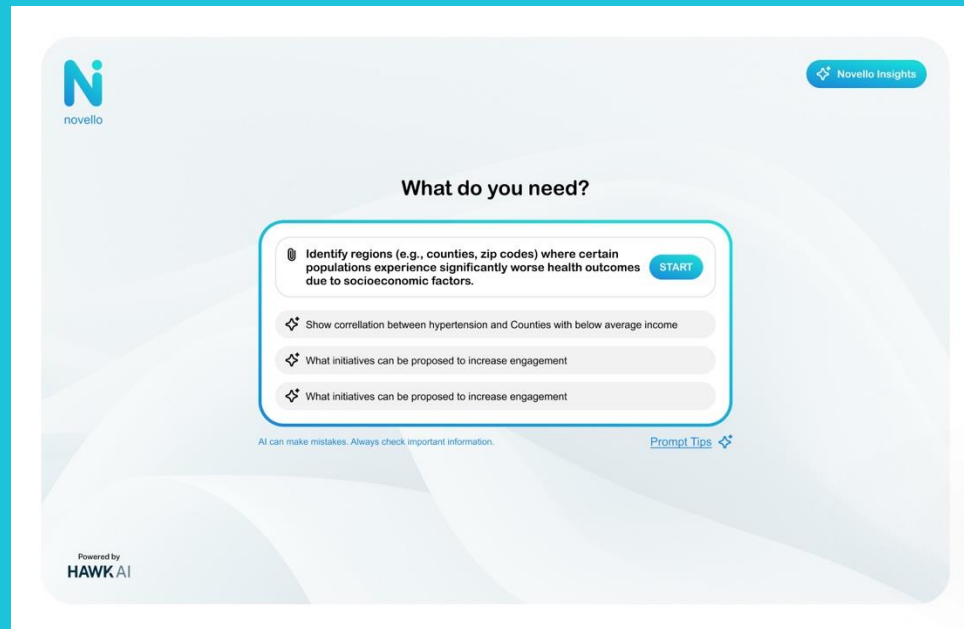 Ni
novello
Novello Insights
What do you need?
Identify regions (e.g., counties, zip codes) where certain
populations experience significantly worse health outcomes
due to socioeconomic factors.
START
Show correllation between hypertension and Counties with below average income
What initiatives can be proposed to increase engagement
What initiatives can be proposed to increase engagement
AI can make mistakes. Always check important information.
Prompt Tips
Powered by
HAWK AI